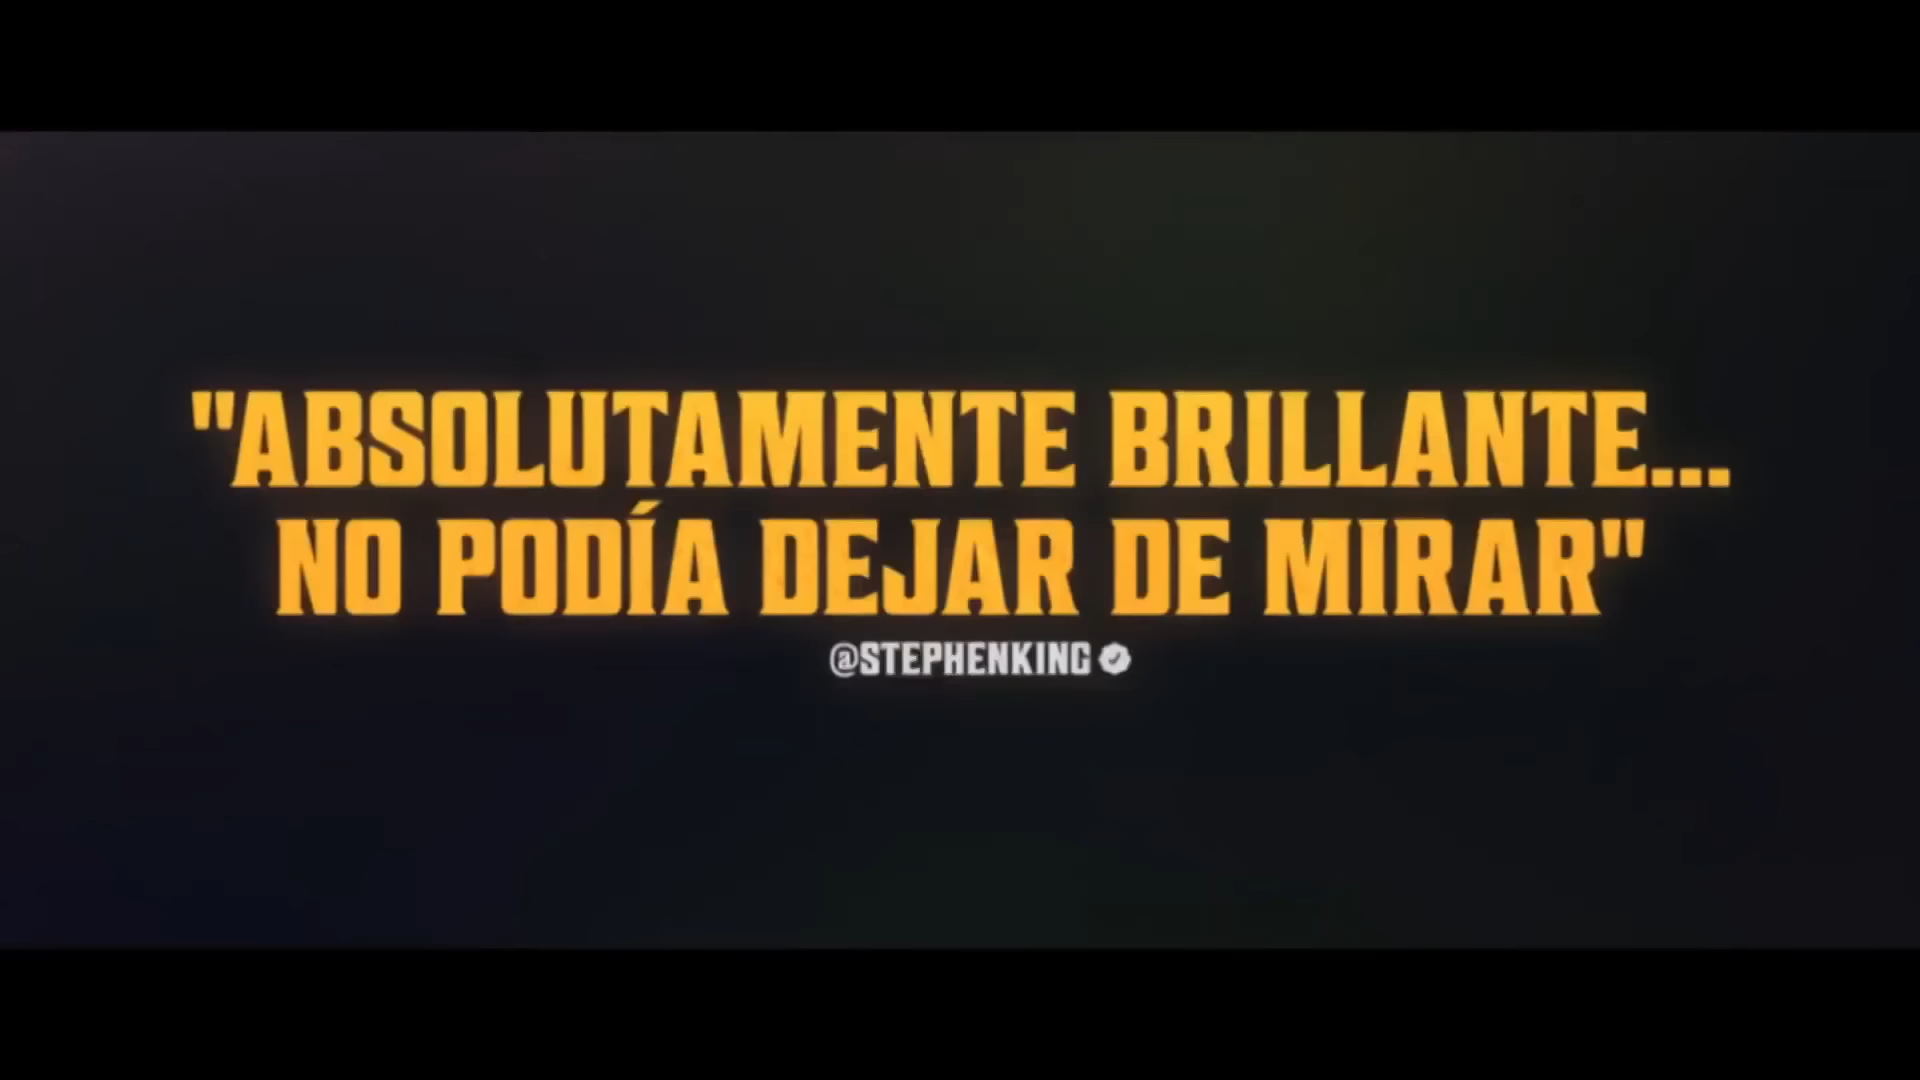 "ABSOLUTAMENTE BRILLANTE...
NO PODÍA DEJAR DE MIRAR"
@STEPHENKING